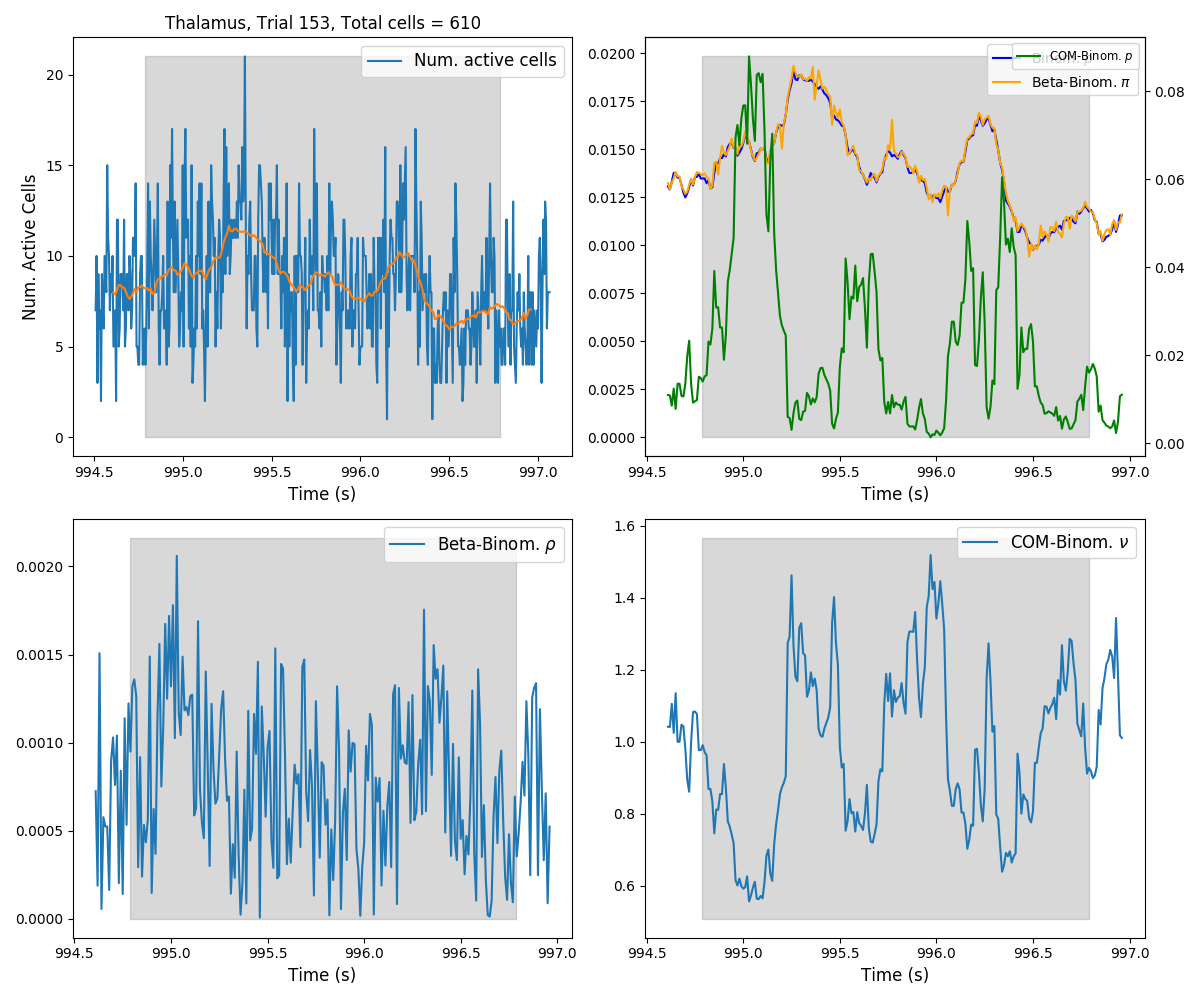 Thalamus, Trial 153, Total cells = 610
Num. active cells
Num. Active Cells
20
15
10
5
0
994.5 995.0 995.5 996.0 996.5 997.0
Time (s)
COM-Binom. p
Beta-Binom. π
0.0200
0.0175
0.0150
0.0125
0.0100
0.0075
0.0050
0.0025
0.0000
0.08
0.06
0.04
0.02
0.00
994.5 995.0 995.5 996.0 996.5 997.0
Time (s)
Beta-Binom. ρ
0.0020
0.0015
0.0010
0.0005
0.0000
994.5 995.0 995.5 996.0 996.5 997.0
Time (s)
COM-Binom. ν
1.6
1.4
1.2
1.0
0.8
0.6
994.5 995.0 995.5 996.0 996.5 997.0
Time (s)